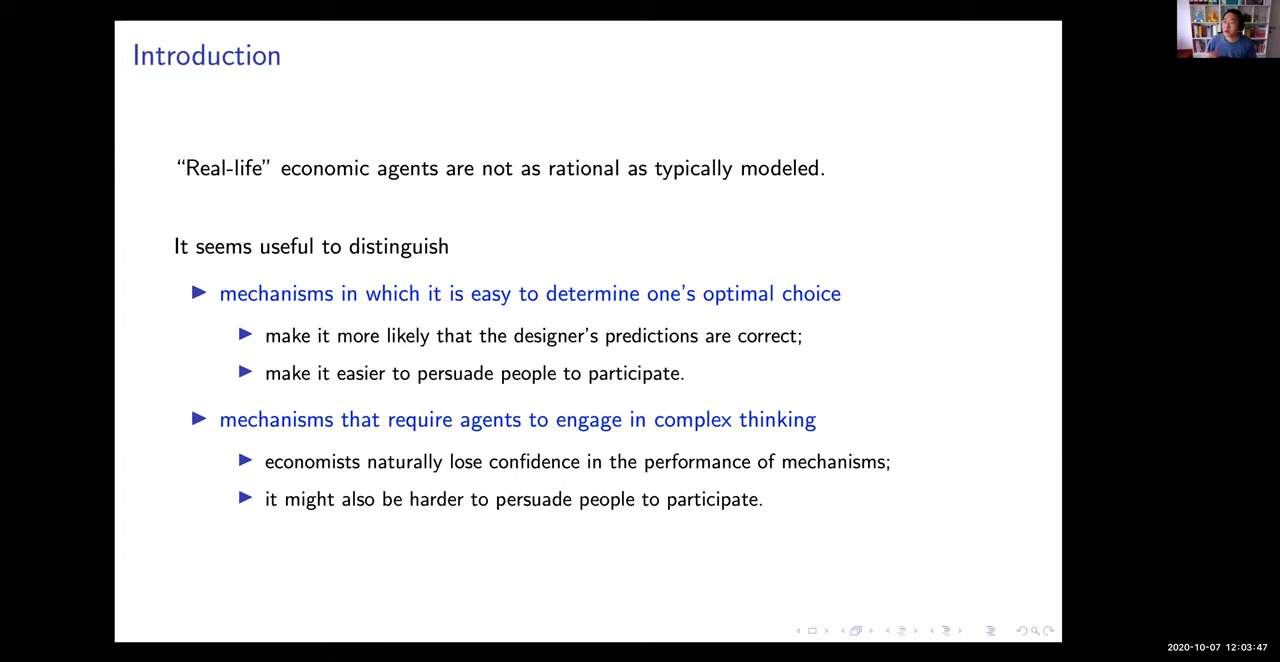 Introduction
“Real-life” economic agents are not as rational as typically modeled.
It seems useful to distinguish
mechanisms in which it is easy to determine one’s optimal choice
make it more likely that the designer’s predictions are correct;
make it easier to persuade people to participate.
mechanisms that require agents to engage in complex thinking
economists naturally lose confidence in the performance of mechanisms;
it might also be harder to persuade people to participate.
2020-10-07 12:03:47